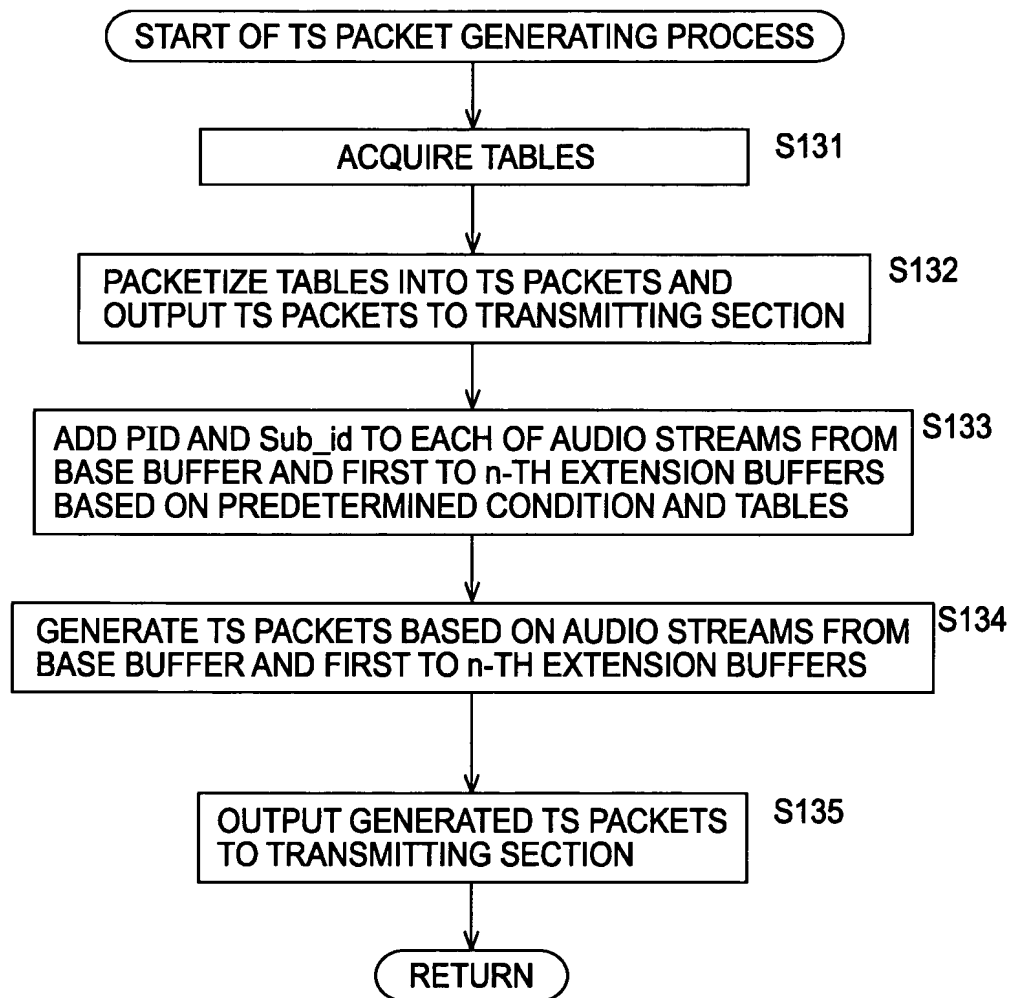 START OF TS PACKET GENERATING PROCESS
ACQUIRE TABLES
S131
PACKETIZE TABLES INTO TS PACKETS AND
OUTPUT TS PACKETS TO TRANSMITTING SECTION
S132
ADD PID AND Sub_id TO EACH OF AUDIO STREAMS FROM
BASE BUFFER AND FIRST TO n-TH EXTENSION BUFFERS
BASED ON PREDETERMINED CONDITION AND TABLES
S133
GENERATE TS PACKETS BASED ON AUDIO STREAMS FROM
BASE BUFFER AND FIRST TO n-TH EXTENSION BUFFERS
S134
OUTPUT GENERATED TS PACKETS
TO TRANSMITTING SECTION
S135
RETURN